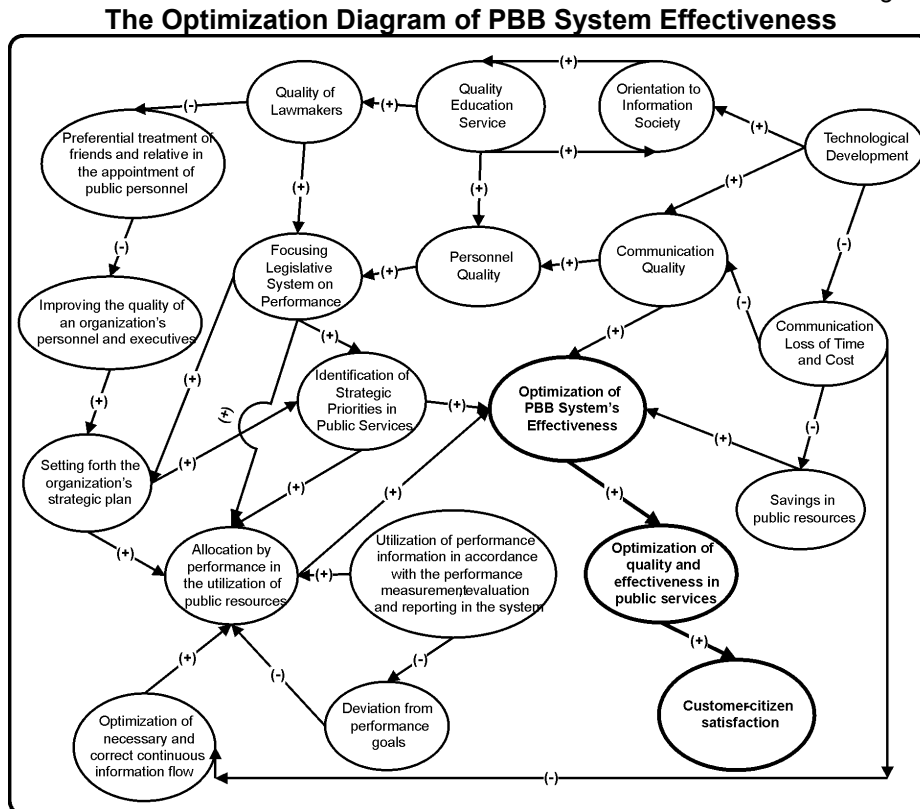 The Optimization Diagram of PBB System Effectiveness
Quality of
Lawmakers
(+)
Quality
Education
Service
(+)
Orientation to
Information
Society
(-)
(+)
(+)
Technological
Development
Preferential treatment of
friends and relative in
the appointment of
public personnel
(+)
(+)
(+)
(-)
Focusing
Legislative
System on
Performance
(+)
Personnel
Quality
(+)
Communication
Quality
(-)
(-)
Improving the quality of
an organization's
personnel and executives
(+)
(+)
Communication
Loss of Time
and Cost
(+)
(+)
(+)
Identification of
Strategic
Priorities in
Public Services
(+)
Optimization of
PBB System's
Effectiveness
(+)
(-)
Setting forth the
organization's
strategic plan
(+)
(+)
(+)
(+)
Savings in
public resources
(+)
Allocation by
performance in
the utilization of
public resources
(+)
Utilization of performance
information in accordance
with the performance
measurement,evaluation
and reporting in the system
Optimization of
quality and
effectiveness in
public services
(+)
(-)
(-)
(+)
Optimization of
necessary and
correct continuous
information flow
Deviation from
performance
goals
Customer-citizen
satisfaction
(-)